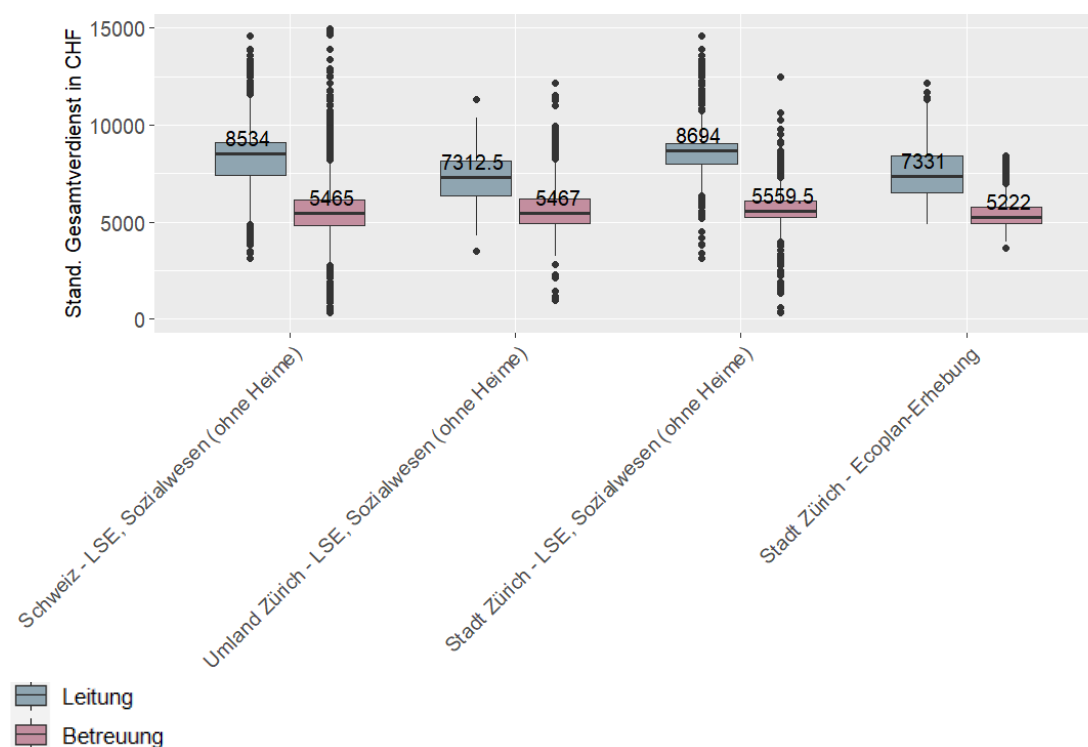 Stand. Gesamtverdienst in CHF
15000
10000
5000
0
8534
5465
7312.5
5467
8694
5559.5
7331
5222
Schweiz - LSE, Sozialwesen (ohne Heime)
Umland Zürich - LSE, Sozialwesen (ohne Heime)
Stadt Zürich - LSE, Sozialwesen (ohne Heime)
Stadt Zürich - Ecoplan-Erhebung
Leitung
Betreuung